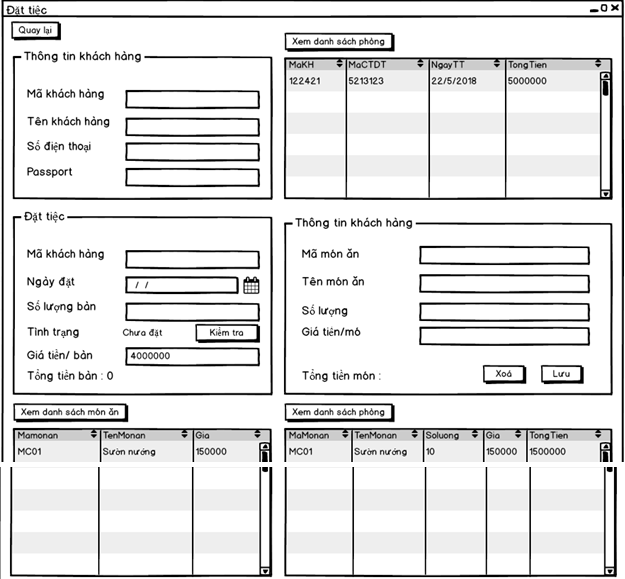 Đặt tiệc
Quay lại
Thông tin khách hàng
Mã khách hàng
Tên khách hàng
Số điện thoại
Passport
Xem danh sách phòng
MaKH MaCTDT NgayTT TongTien
122421 5213123 22/5/2018 5000000
Đặt tiệc
Mã khách hàng
Ngày đặt / /
Số lượng bàn
Tình trạng Chưa đặt Kiểm tra
Giá tiền/ bàn 4000000
Tổng tiền bàn : 0
Thông tin khách hàng
Mã món ăn
Tên món ăn
Số lượng
Giá tiền/mó
Tổng tiền món : Xoá Lưu
Xem danh sách món ăn
Mamonan TenMonan Gia
MC01 Sườn nướng 150000
Xem danh sách phòng
MaMonan TenMonan Soluong Gia TongTien
MC01 Sườn nướng 10 150000 1500000